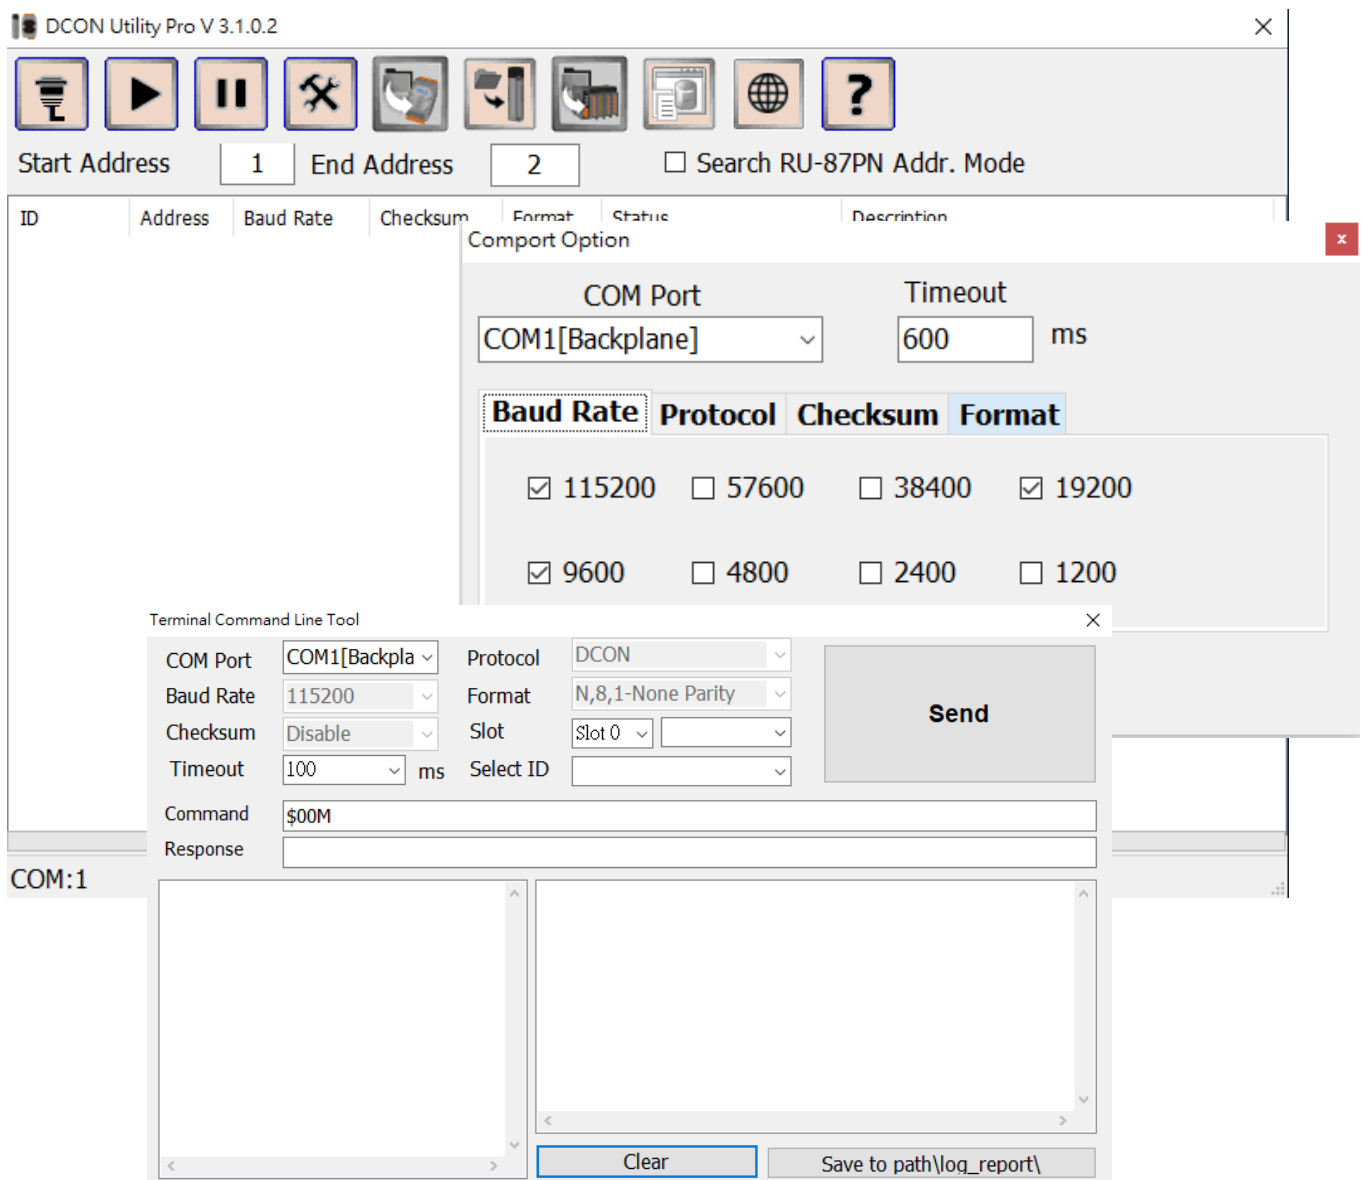 DCON Utility Pro V 3.1.0.2
Start Address 1 End Address 2 Search RU-87PN Addr. Mode
ID Address Baud Rate Checksum Format Status Description
Comport Option
COM Port Timeout
COM1[Backplane] 600 ms
Baud Rate Protocol Checksum Format
115200 57600 38400 19200
9600 4800 2400 1200
Terminal Command Line Tool
COM Port COM1[Backpla Protocol DCON
Baud Rate 115200 Format N,8,1-None Parity
Send
Checksum Disable Slot Slot 0
Timeout 100 ms Select ID
Command $00M
Response
COM:1
Clear Save to path\log_report\